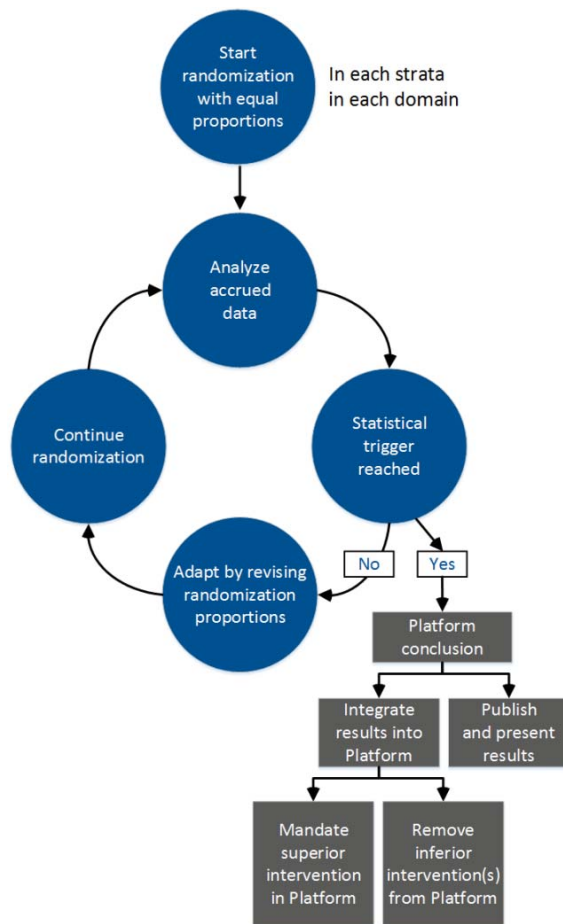 Start
randomization
with equal
proportions
In each strata
in each domain
Analyze
accrued
data
Continue
randomization
Statistical
trigger
reached
No
Yes
Adapt by revising
randomization
proportions
Platform
conclusion
Integrate
results into
Platform
Publish
and present
results
Mandate
superior
intervention
in Platform
Remove
inferior
intervention(s)
from Platform